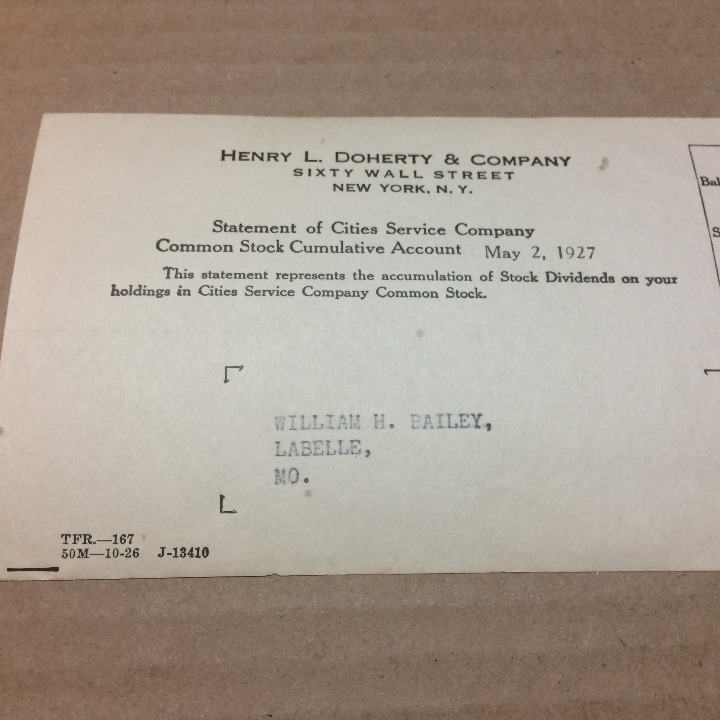 HENRY L. DOHERTY & COMPANY
SIXTY WALL STREET
NEW YORK, N. Y.
Statement of Cities Service Company
Common Stock Cumulative Account May 2, 1927
This statement represents the accumulation of Stock Dividends on your
holdings in Cities Service Company Common Stock.
WILLIAM H. BAILEY,
LABELLE,
MO.
TFR.—167
50M—10-26 J-13410